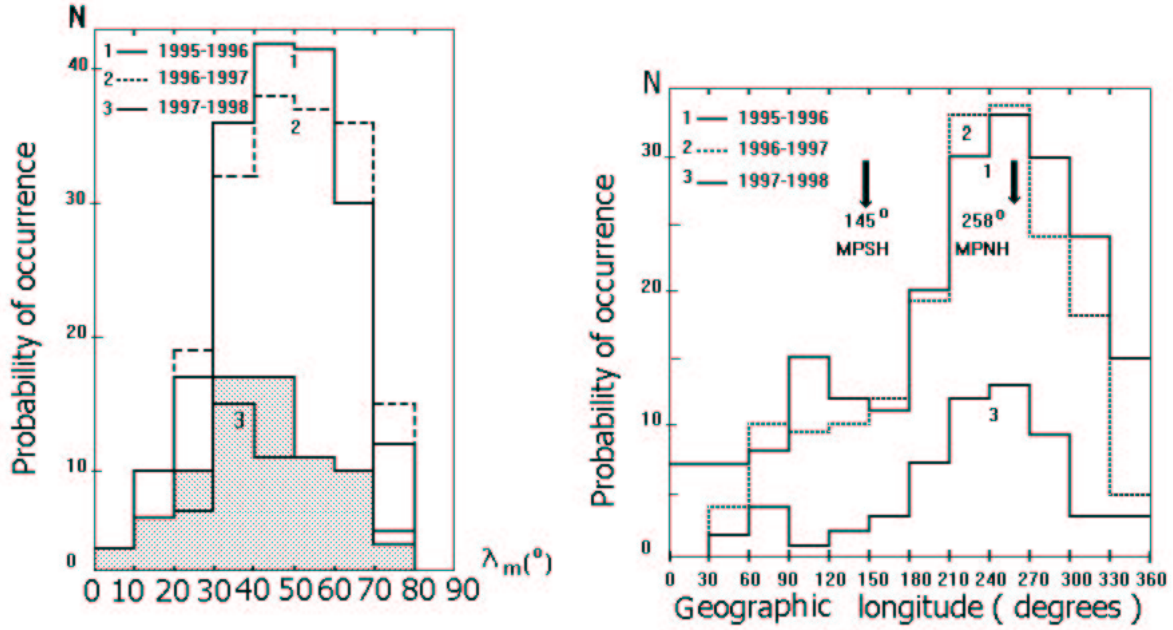 N
1 1995-1996
2 1996-1997
3 1997-1998
40
30
20
10
0
1
2
3
Probability of occurrence
0 10 20 30 40 50 60 70 80 90
λm(°)
N
1 1995-1996
2 1996-1997
3 1997-1998
30
20
10
0
2
1
3
145° 258°
MPSH MPNH
Probability of occurrence
0 30 60 90 120 150 180 210 240 270 300 330 360
Geographic longitude ( degrees )